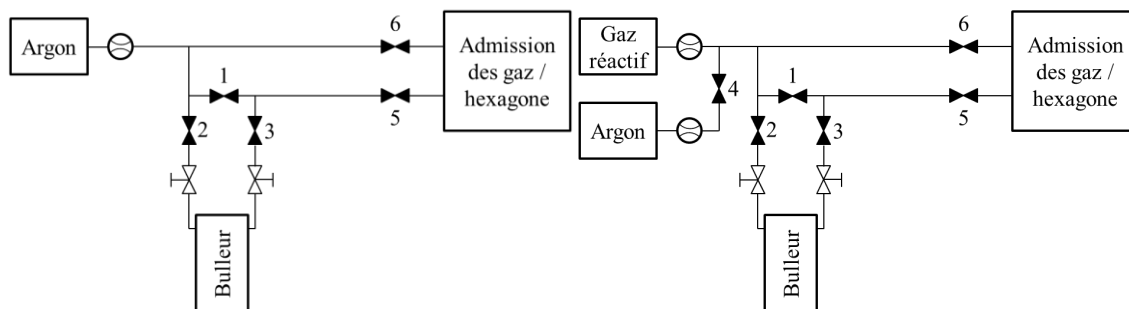 Argon
6
Admission
des gaz /
hexagone
1
5
2
3
Bulleur
Gaz
réactif
6
Admission
des gaz /
hexagone
1
4
5
Argon
2
3
Bulleur